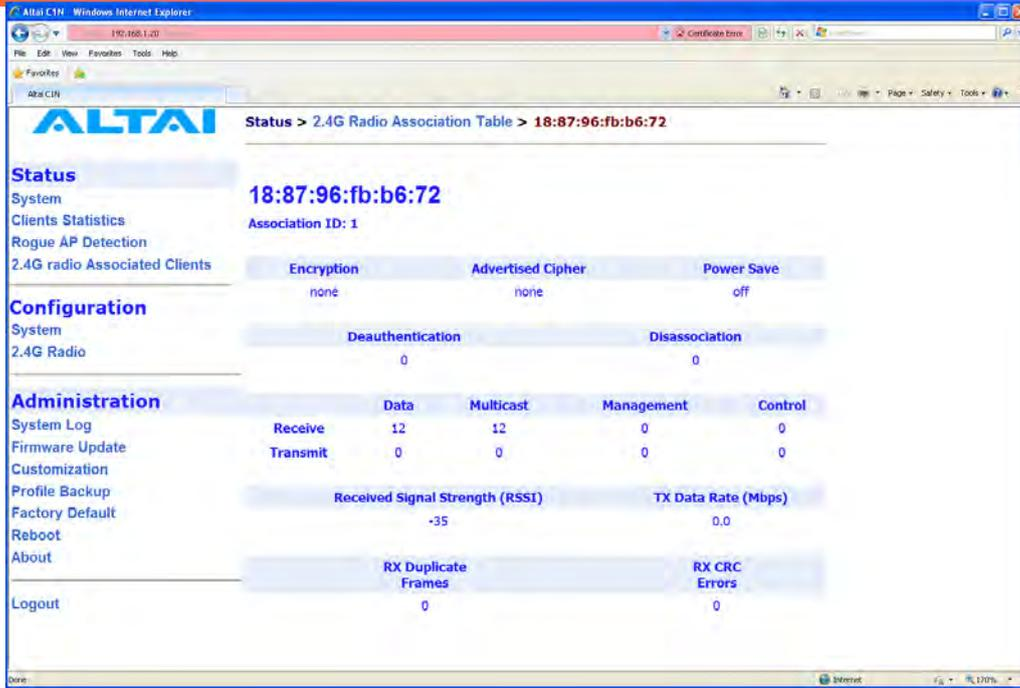 Altai C1N Windows Internet Explorer
192.168.1.20
Certificate Error
File Edit View Favorites Tools Help
Favorites
Altai C1N
Page Safety Tools
ALTAI
Status > 2.4G Radio Association Table > 18:87:96:fb:b6:72
Status
System
Clients Statistics
Rogue AP Detection
2.4G radio Associated Clients
Configuration
System
2.4G Radio
Administration
System Log
Firmware Update
Customization
Profile Backup
Factory Default
Reboot
About
Logout
18:87:96:fb:b6:72
Association ID: 1
Encryption Advertised Cipher Power Save
none none off
Deauthentication Disassociation
0 0
Data Multicast Management Control
Receive 12 12 0 0
Transmit 0 0 0 0
Received Signal Strength (RSSI) TX Data Rate (Mbps)
-35 0.0
RX Duplicate RX CRC
Frames Errors
0 0
Done Internet 170%